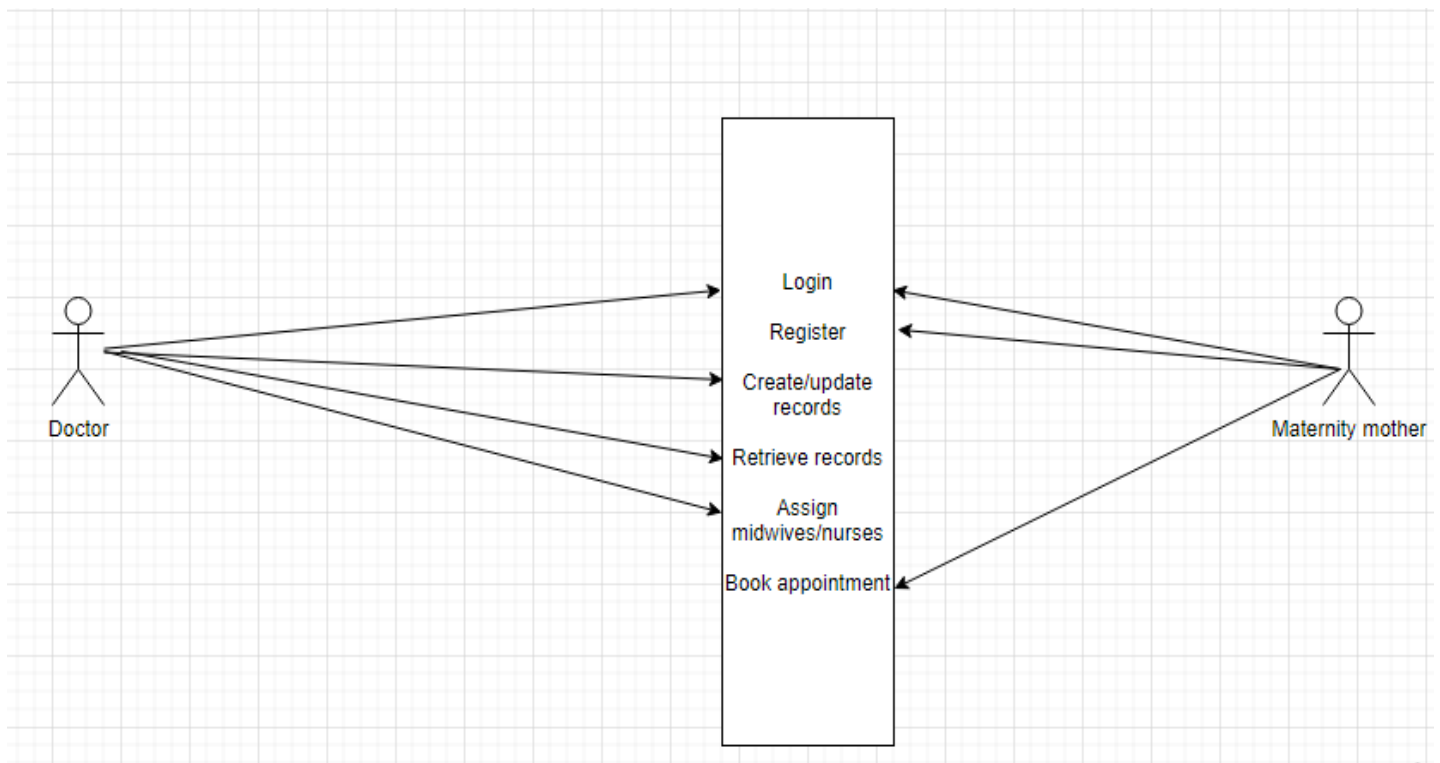 Login
Register
Create/update
records
Doctor
Maternity mother
Retrieve records
Assign
midwives/nurses
Book appointment